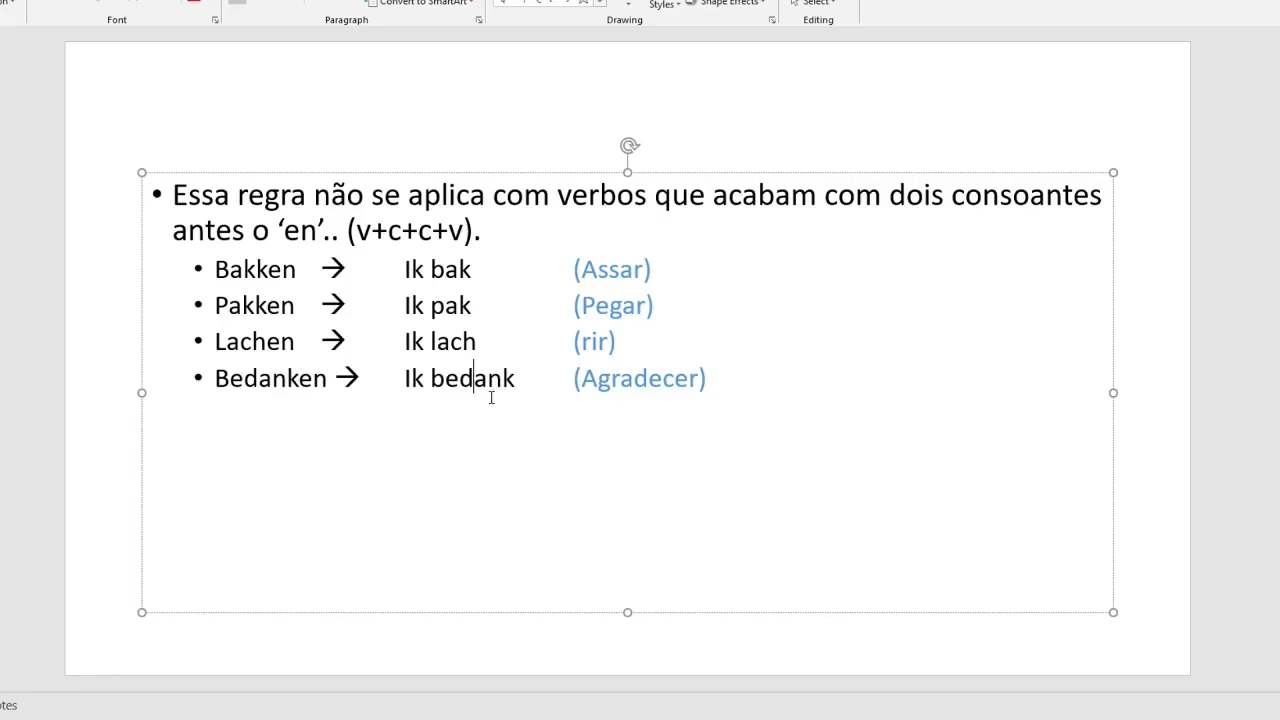 Convert to SmartArt
Styles
Shape Effects
Select
Font
Paragraph
Drawing
Editing
• Essa regra não se aplica com verbos que acabam com dois consoantes
antes o ‘en’.. (v+c+c+v).
• Bakken → Ik bak (Assar)
• Pakken → Ik pak (Pegar)
• Lachen → Ik lach (rir)
• Bedanken → Ik bedank (Agradecer)